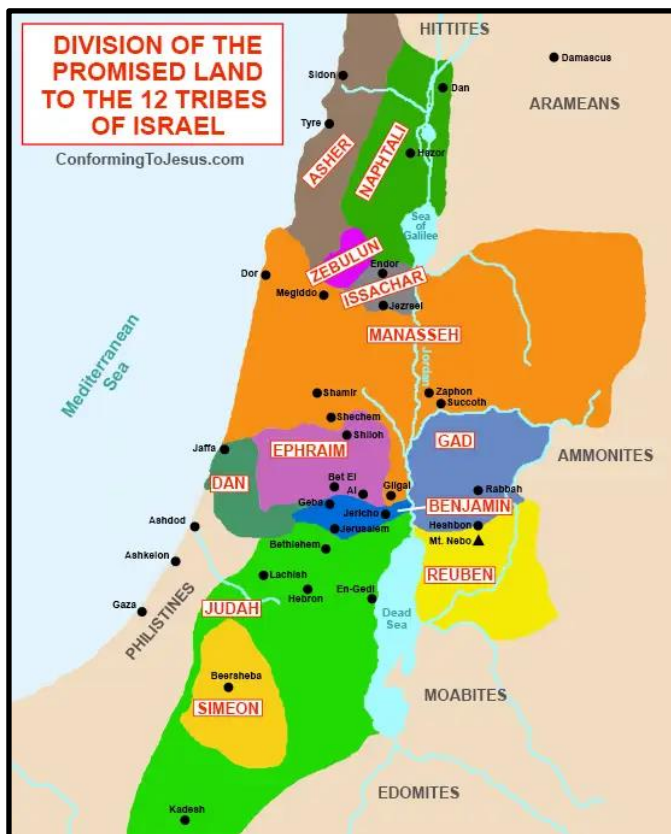 DIVISION OF THE
PROMISED LAND
TO THE 12 TRIBES
OF ISRAEL
ConformingToJesus.com
HITTITES
Damascus
ARAMEANS
Sidon
Dan
Tyre
ASHER
NAPHTALI
Hazor
Sea
of
Galilee
ZEBULUN
Endor
ISSACHAR
Dor
Megiddo
Jezreel
MANASSEH
Mediterranean
Sea
Jordan
Shamir
Zaphon
Succoth
Shechem
Shiloh
EPHRAIM
GAD
Jaffa
AMMONITES
DAN
Bet El
Ai
Gilgal
Rabbah
Geba
BENJAMIN
Jericho
Ashdod
Jerusalem
Heshbon
Mt. Nebo
Bethlehem
Ashkelon
REUBEN
Lachish
En-Gedi
Hebron
Gaza
PHILISTINES
JUDAH
Dead
Sea
Beersheba
SIMEON
MOABITES
EDOMITES
Kadesh